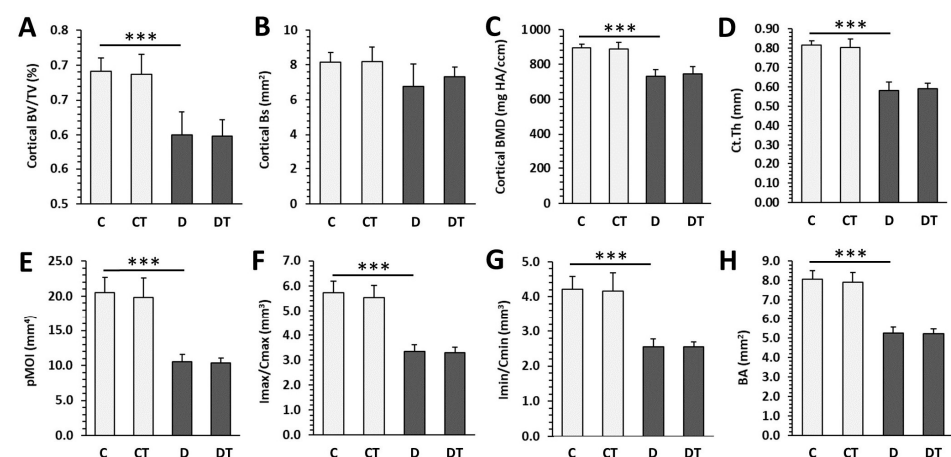 A
Cortical BV/TV (%)
0.8
0.7
0.7
0.6
0.6
0.5
***
C CT D DT
B
Cortical Bs (mm²)
10
8
6
4
2
0
C CT D DT
C
Cortical BMD (mg HA/ccm)
1000
800
600
400
200
0
***
C CT D DT
D
Ct.Th (mm)
0.90
0.80
0.70
0.60
0.50
0.40
0.30
0.20
0.10
0.00
***
C CT D DT
E
pMOI (mm⁴)
25.0
20.0
15.0
10.0
5.0
0.0
***
C CT D DT
F
Imax/Cmax (mm³)
7.0
6.0
5.0
4.0
3.0
2.0
1.0
0.0
***
C CT D DT
G
Imin/Cmin (mm³)
5.0
4.0
3.0
2.0
1.0
0.0
***
C CT D DT
H
BA (mm²)
9.0
8.0
7.0
6.0
5.0
4.0
3.0
2.0
1.0
0.0
***
C CT D DT